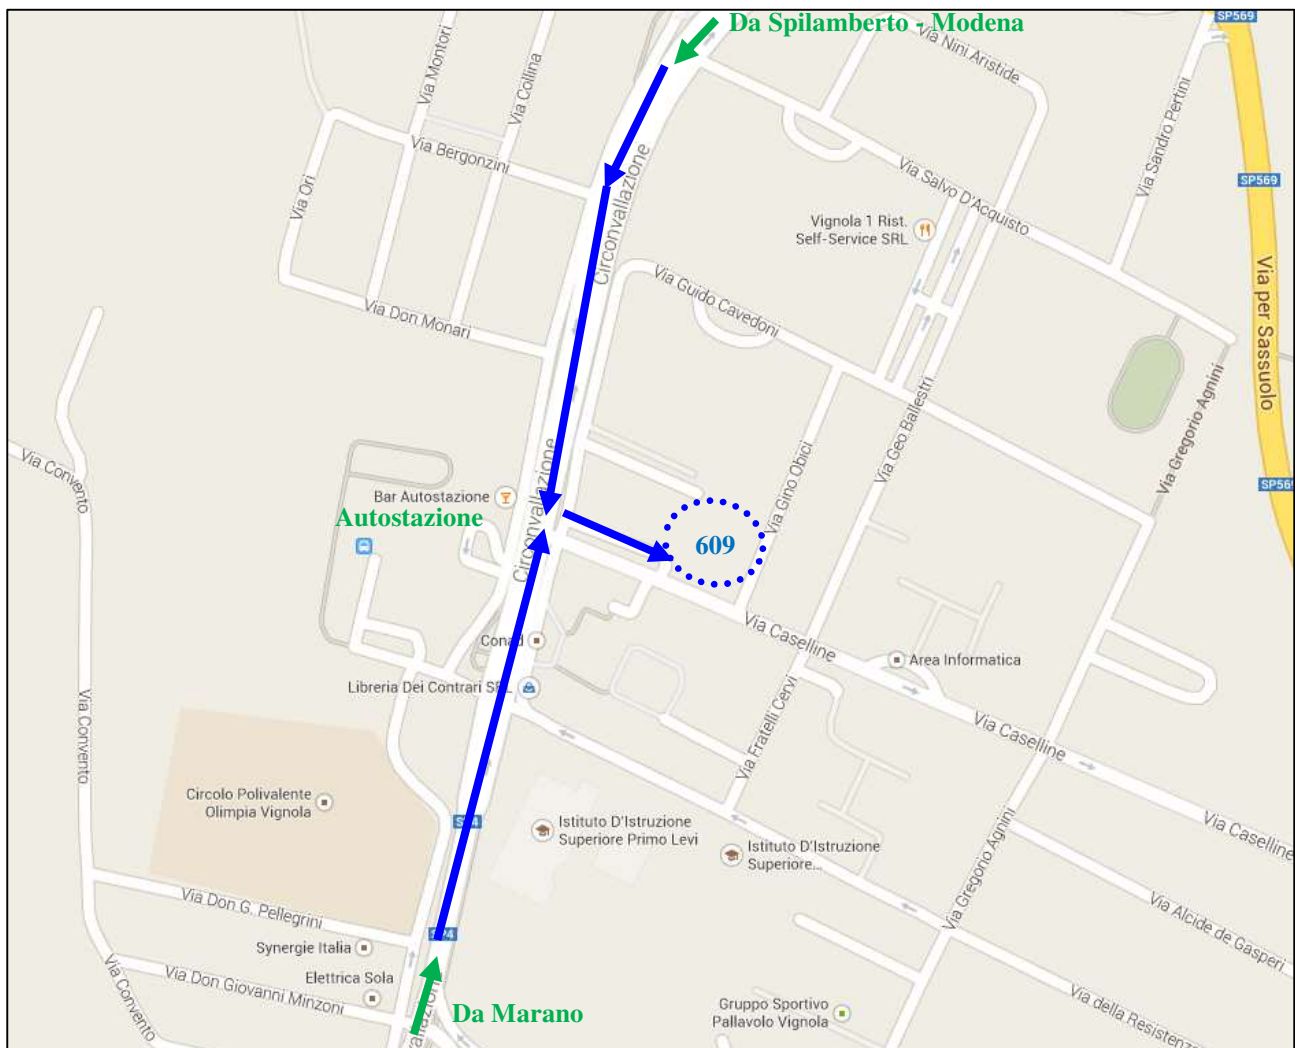 Da Spilamberto - Modena
SP569
Via Nini Aristide
Via Montori
Via Collina
Via Bergonzini
Via Ori
Circonvallazione
Via Salvo D'Acquisto
Via Sandro Pertini
SP569
Vignola 1 Rist.
Self-Service SRL
Via Guido Cavedoni
Via Don Monari
Via per Sassuolo
Via Gregorio Agnini
Via Geo Ballestri
Via Gino Obici
Via Convento
Bar Autostazione
Autostazione
Circonvallazione
SP569
609
Via Caselline
Conad
Area Informatica
Libreria Dei Contrari SRL
Via Convento
Via Fratelli Cervi
Via Caselline
Circolo Polivalente
Olimpia Vignola
Istituto D'Istruzione
Superiore Primo Levi
Istituto D'Istruzione
Superiore...
Via Caselline
Via Gregorio Agnini
Via Alcide de Gasperi
Via Don G. Pellegrini
SP4
Synergie Italia
Via Don Giovanni Minzoni
Elettrica Sola
Via Convento
Da Marano
vallazione
Gruppo Sportivo
Pallavolo Vignola
Via della Resistenza